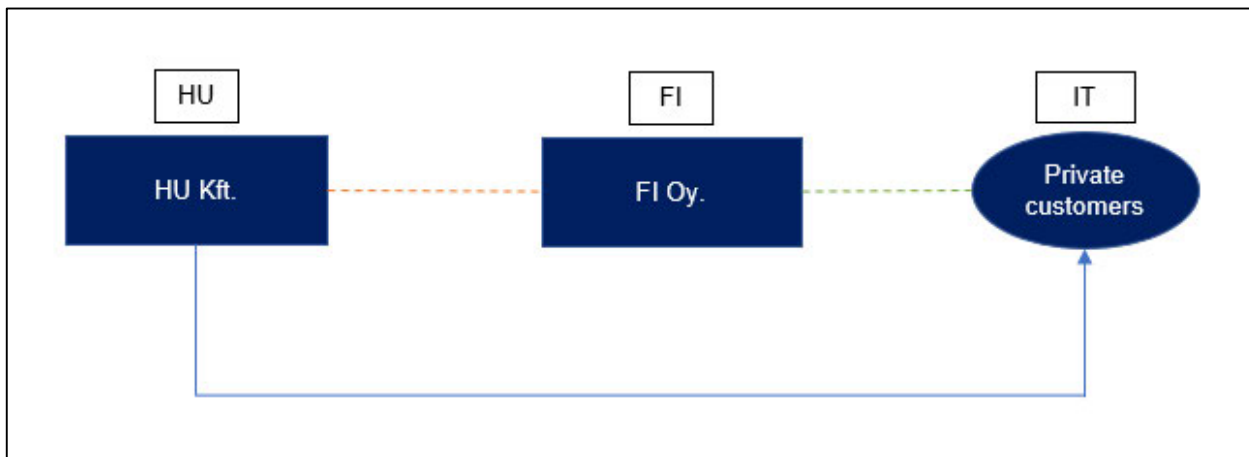 HU
FI
IT
HU Kft.
FI Oy.
Private
customers